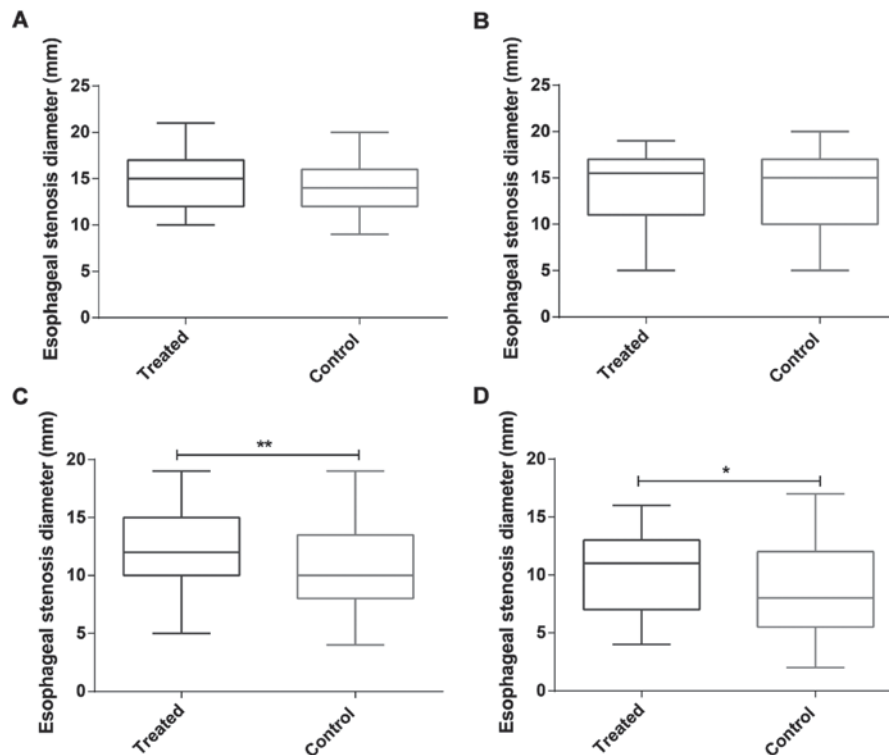 A
Esophageal stenosis diameter (mm)
25
20
15
10
5
0
Treated
Control
B
Esophageal stenosis diameter (mm)
25
20
15
10
5
0
Treated
Control
C
Esophageal stenosis diameter (mm)
**
20
15
10
5
0
Treated
Control
D
Esophageal stenosis diameter (mm)
*
20
15
10
5
0
Treated
Control